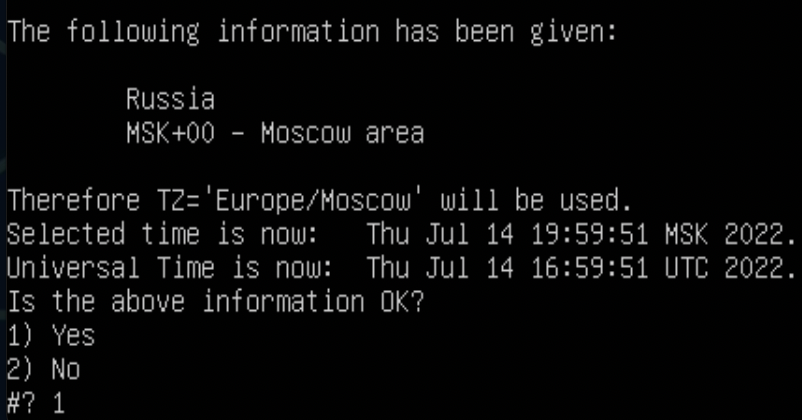 The following information has been given:
Russia
MSK+00 - Moscow area
Therefore TZ='Europe/Moscow' will be used.
Selected time is now:   Thu Jul 14 19:59:51 MSK 2022.
Universal Time is now:  Thu Jul 14 16:59:51 UTC 2022.
Is the above information OK?
1) Yes
2) No
#? 1